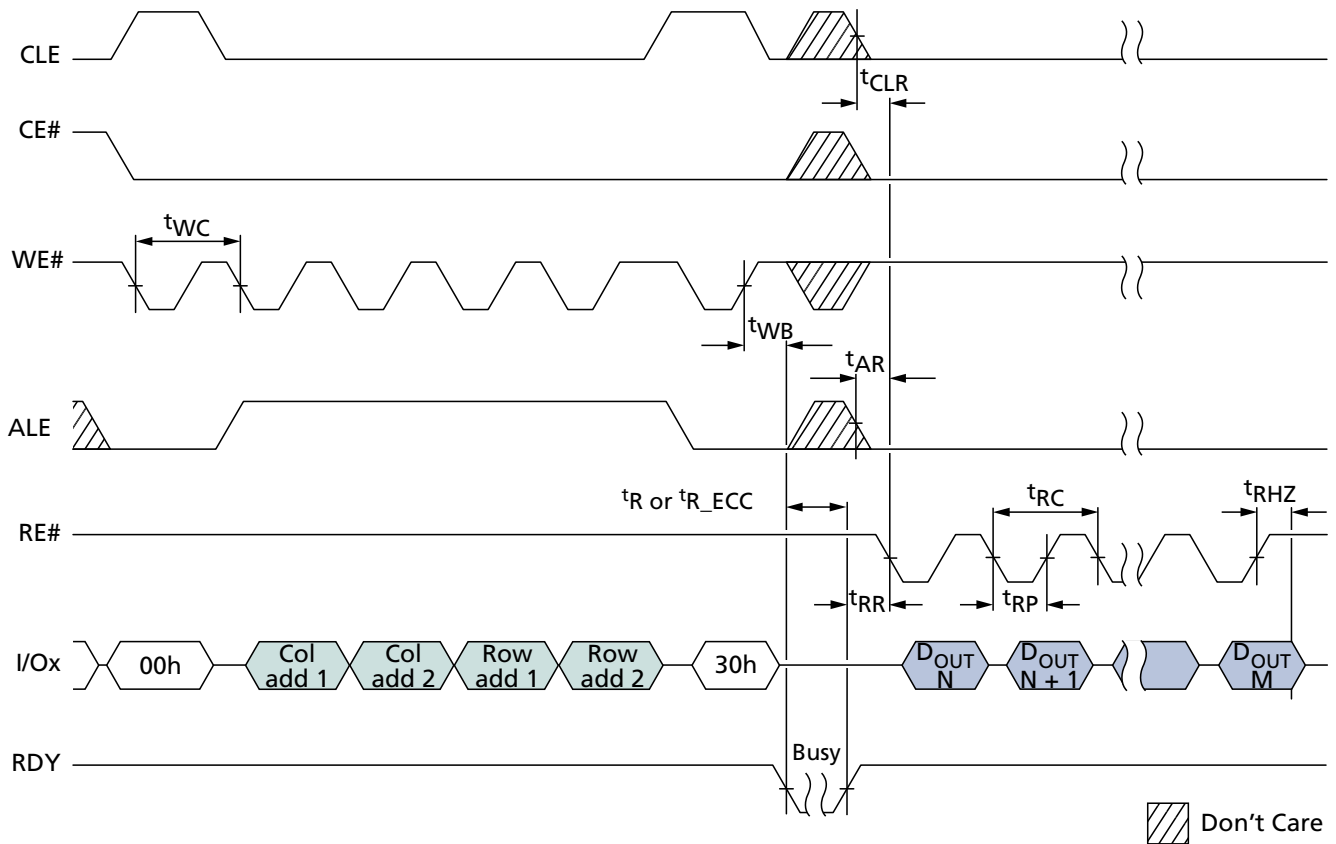 CLE
tCLR
CE#
tWC
WE#
tWB
tAR
ALE
tR or tR_ECC
tRC
tRHZ
RE#
tRR
tRP
I/Ox
00h
Col
add 1
Col
add 2
Row
add 1
Row
add 2
30h
DOUT
N
DOUT
N + 1
DOUT
M
RDY
Busy
Don't Care